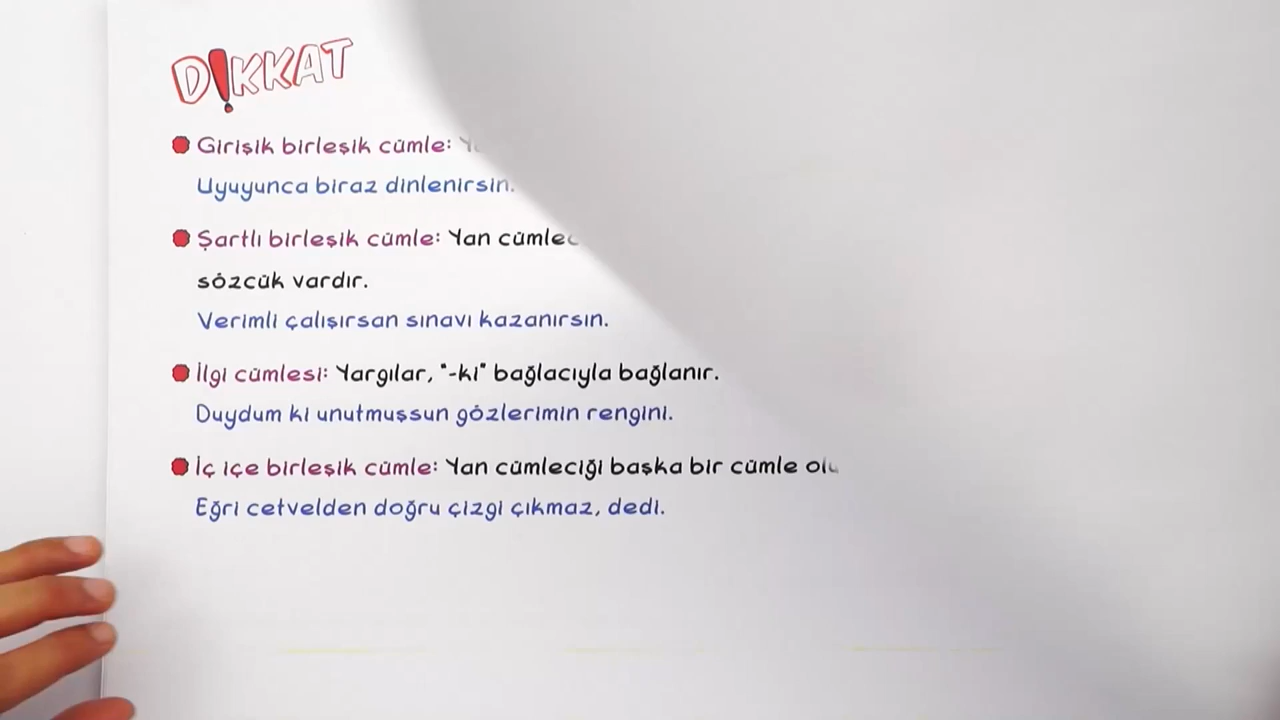 DİKKAT
Girişik birleşik cümle:
Uyuyunca biraz dinlenirsin.
Şartlı birleşik cümle: Yan
sözcük vardır.
Verimli çalışırsan sınavı kazanırsın.
İlgi cümlesi: Yargılar, "-ki" bağlacıyla bağlanır.
Duydum ki unutmuşsun gözlerimin rengini.
İç içe birleşik cümle: Yan cümleciği başka bir cümle
Eğri cetvelden doğru çizgi çıkmaz, dedi.